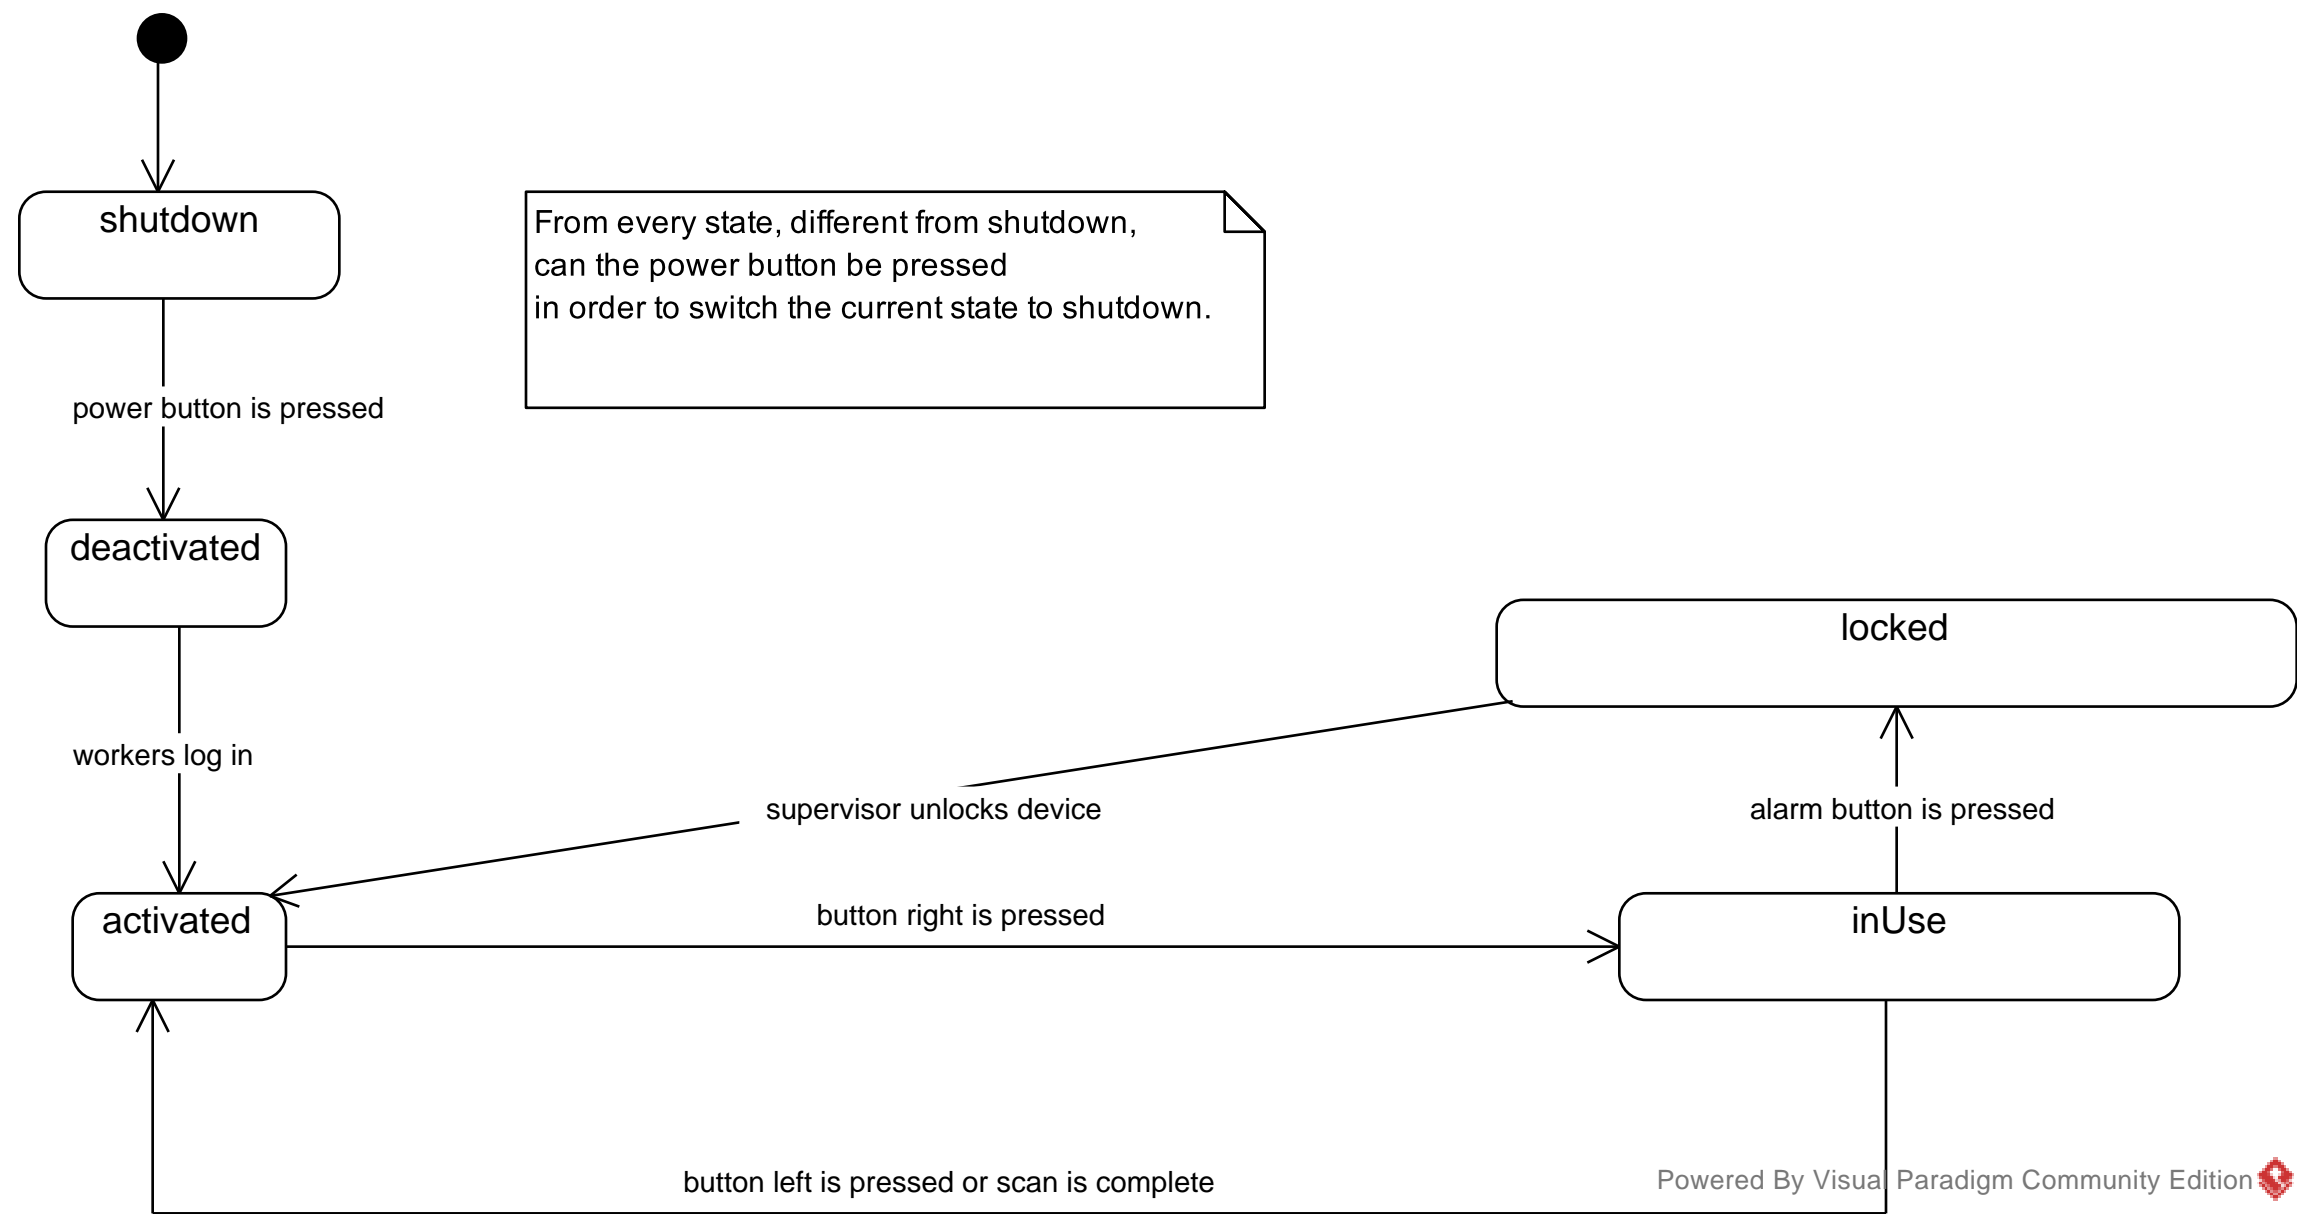 shutdown
From every state, different from shutdown,
can the power button be pressed
in order to switch the current state to shutdown.
power button is pressed
deactivated
locked
workers log in
supervisor unlocks device
alarm button is pressed
activated
button right is pressed
inUse
button left is pressed or scan is complete
Powered By Visual Paradigm Community Edition